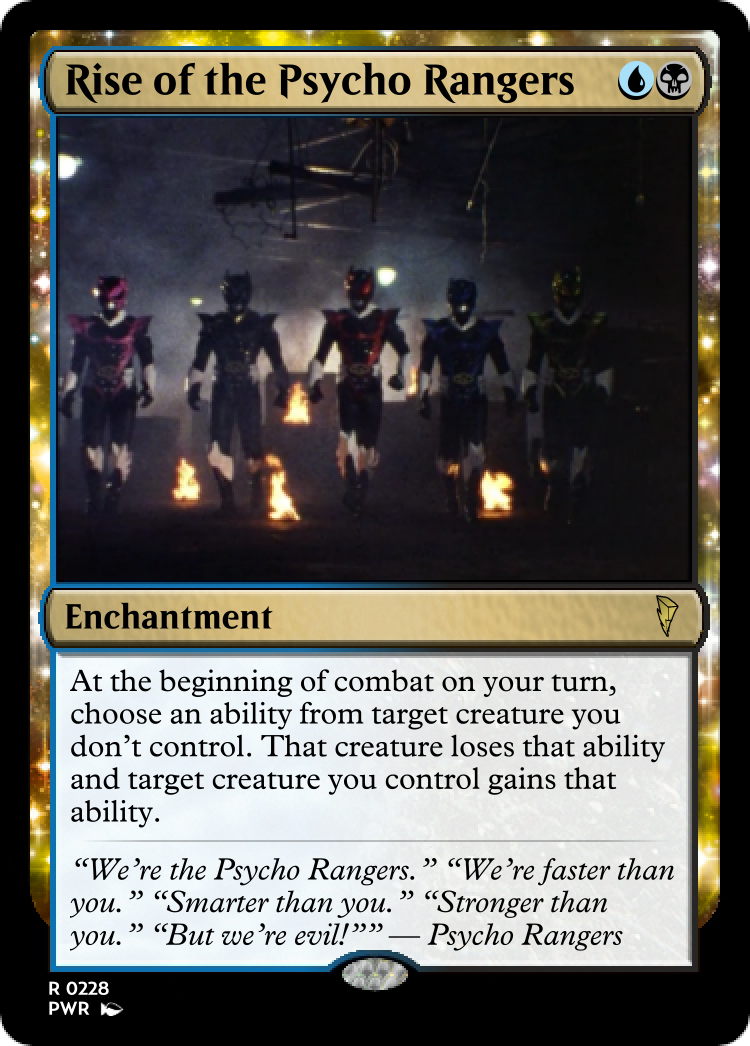 Rise of the Psycho Rangers
Enchantment
At the beginning of combat on your turn,
choose an ability from target creature you
don’t control. That creature loses that ability
and target creature you control gains that
ability.
“We’re the Psycho Rangers.” “We’re faster than
you.” “Smarter than you.” “Stronger than
you.” “But we’re evil!”” — Psycho Rangers
R 0228
PWR